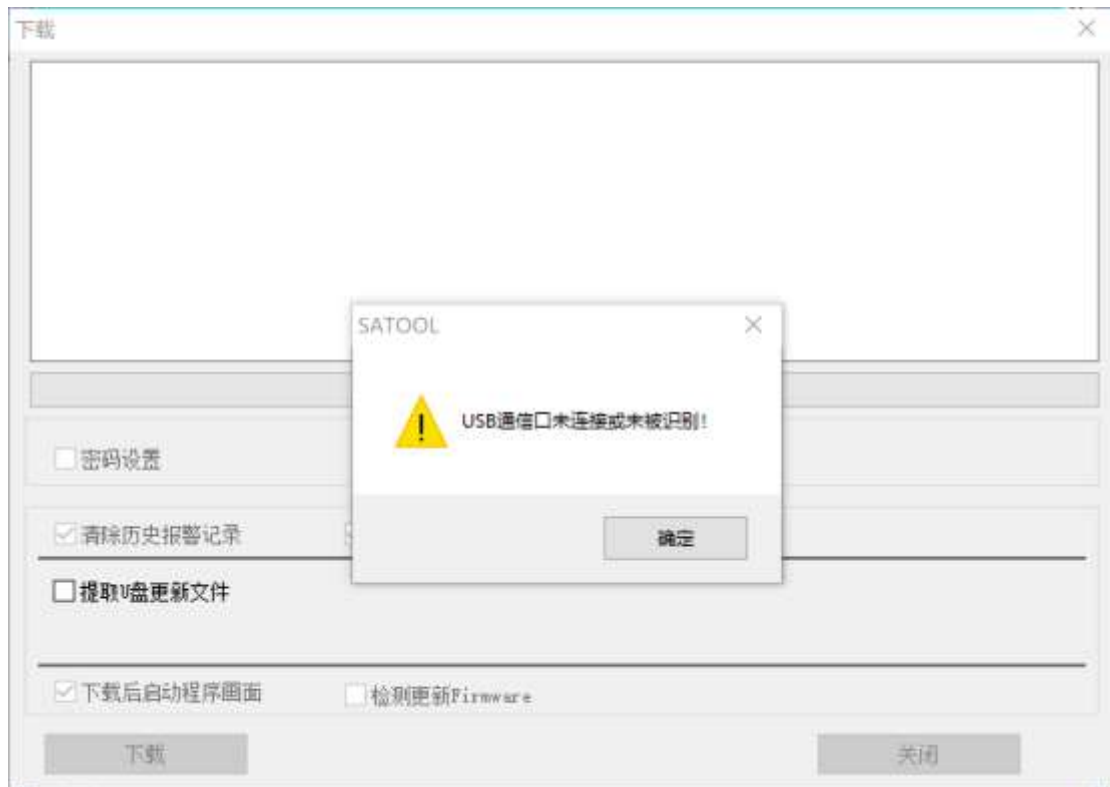 下载
SATOOL
USB通信口未连接或未被识别!
密码设置
清除历史报警记录
确定
提取U盘更新文件
下载后启动程序画面
检测更新Firmware
下载
关闭